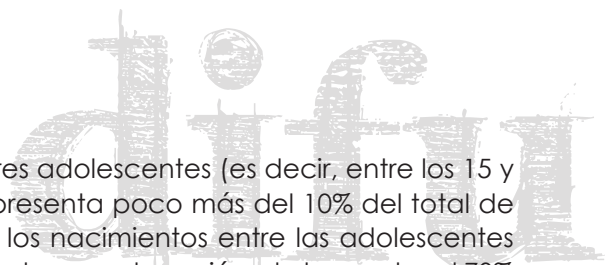 difu
res adolescentes (es decir, entre los 15 y
presenta poco más del 10% del total de
los nacimientos entre las adolescentes